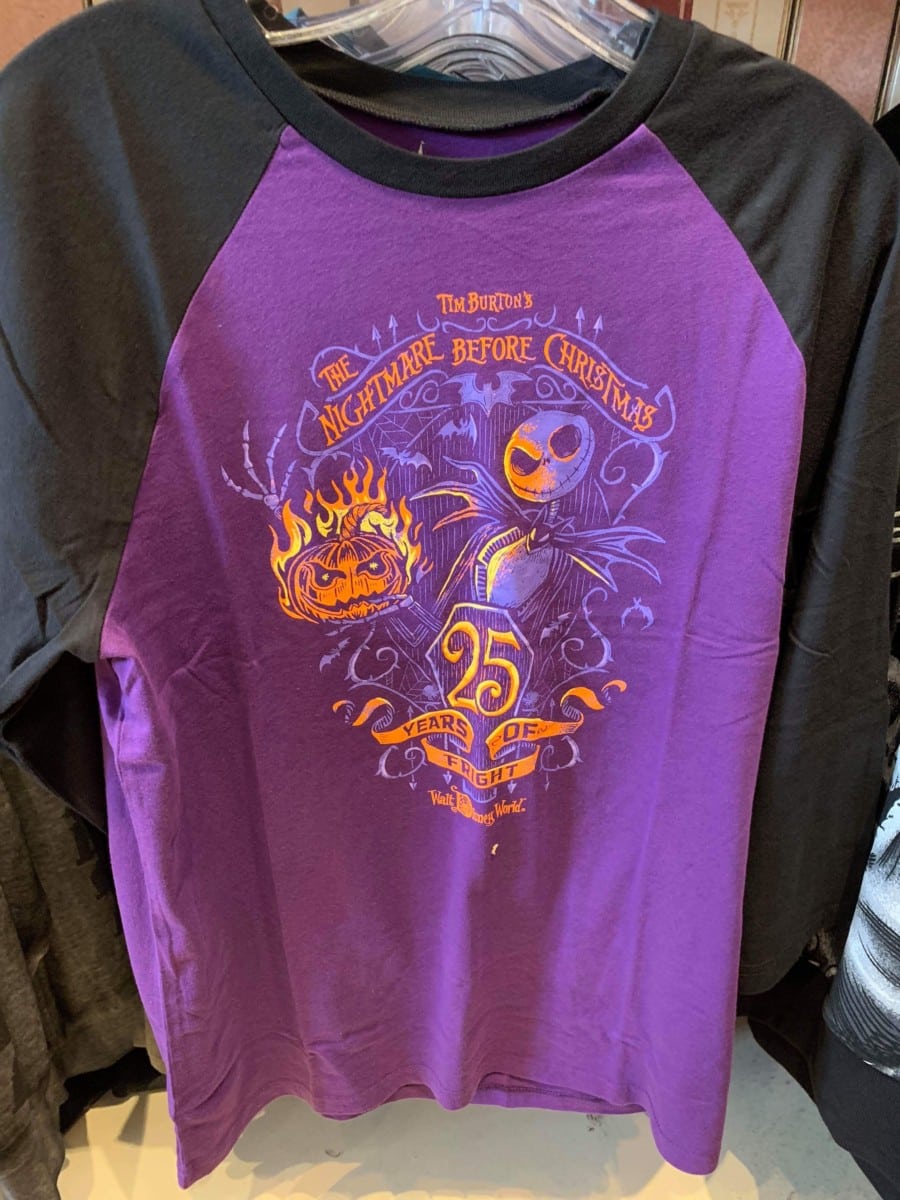 TIM BURTON'S
THE NIGHTMARE BEFORE CHRISTMAS
25
YEARS OF
FRIGHT
Walt Disney World